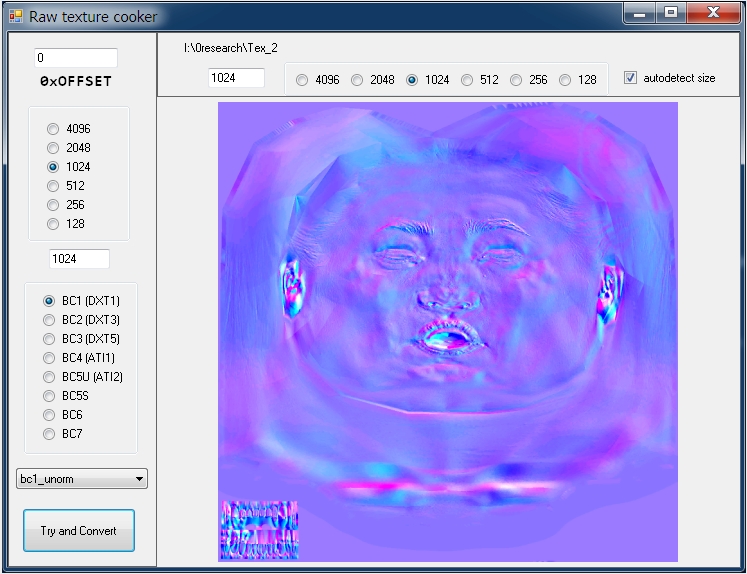 Raw texture cooker
0
0xOFFSET
4096
2048
1024
512
256
128
1024
BC1 (DXT1)
BC2 (DXT3)
BC3 (DXT5)
BC4 (ATI1)
BC5U (ATI2)
BC5S
BC6
BC7
bc1_unorm
Try and Convert
I:\0research\Tex_2
1024 4096 2048 1024 512 256 128 autodetect size